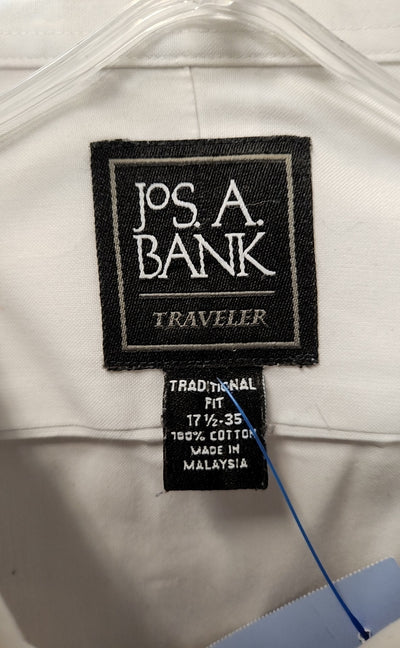 JOS. A.
BANK
TRAVELER
TRADITIONAL
FIT
17 ½-35
100% COTTON
MADE IN
MALAYSIA